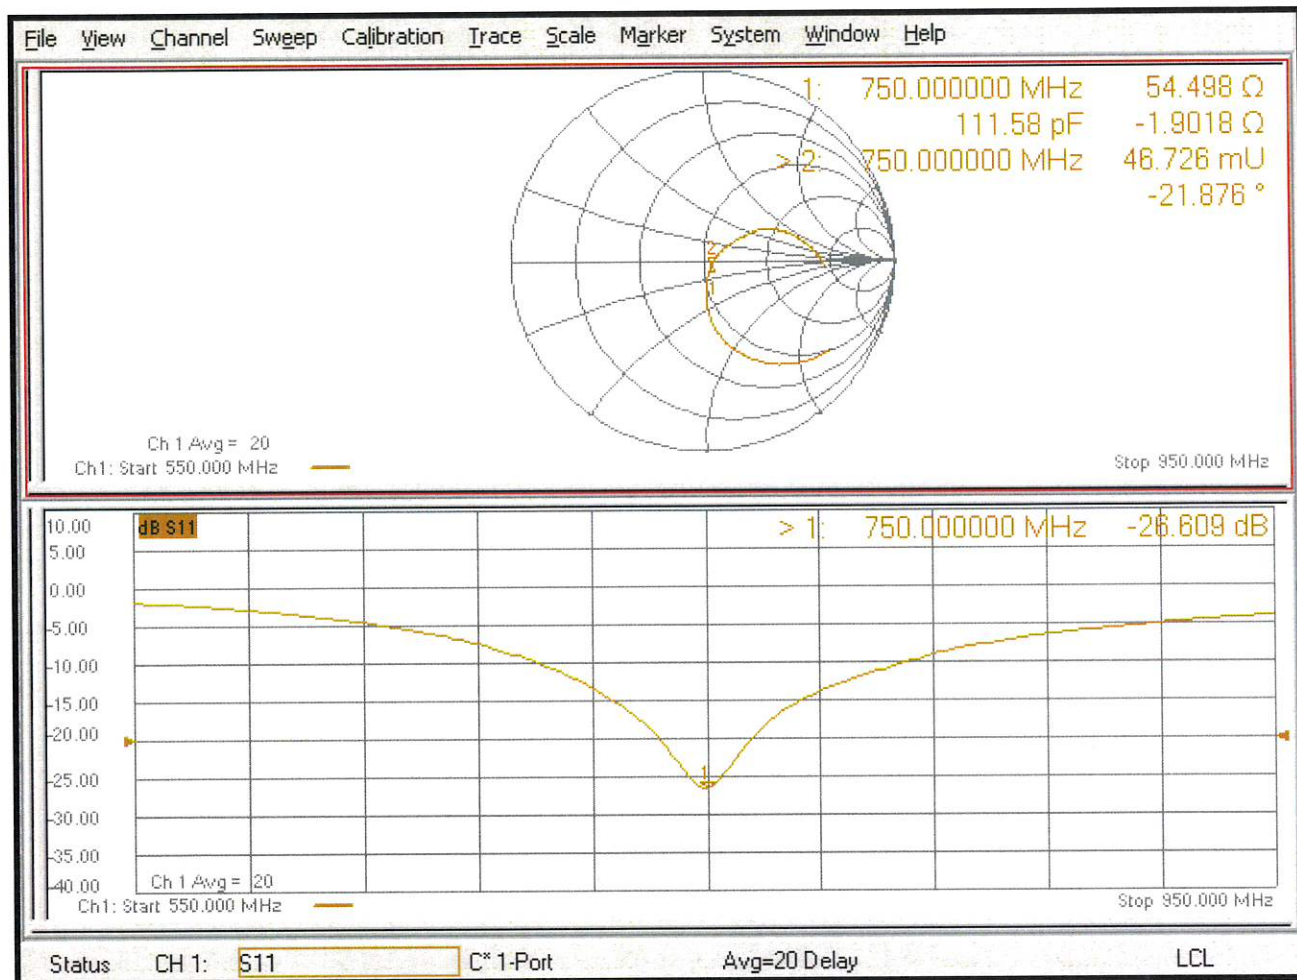 File View Channel Sweep Calibration Trace Scale Marker System Window Help
1: 750.000000 MHz 54.498 Ω
111.58 pF -1.9018 Ω
> 2: 750.000000 MHz 46.726 mU
-21.876 °
2
1
Ch 1 Avg = 20
Ch1: Start 550.000 MHz
Stop 950.000 MHz
10.00 dB S11 > 1: 750.000000 MHz -26.609 dB
5.00
0.00
-5.00
-10.00
-15.00
-20.00
-25.00 1
-30.00
-35.00
-40.00 Ch 1 Avg = 20
Ch1: Start 550.000 MHz Stop 950.000 MHz
Status CH 1: S11 C* 1-Port Avg=20 Delay LCL